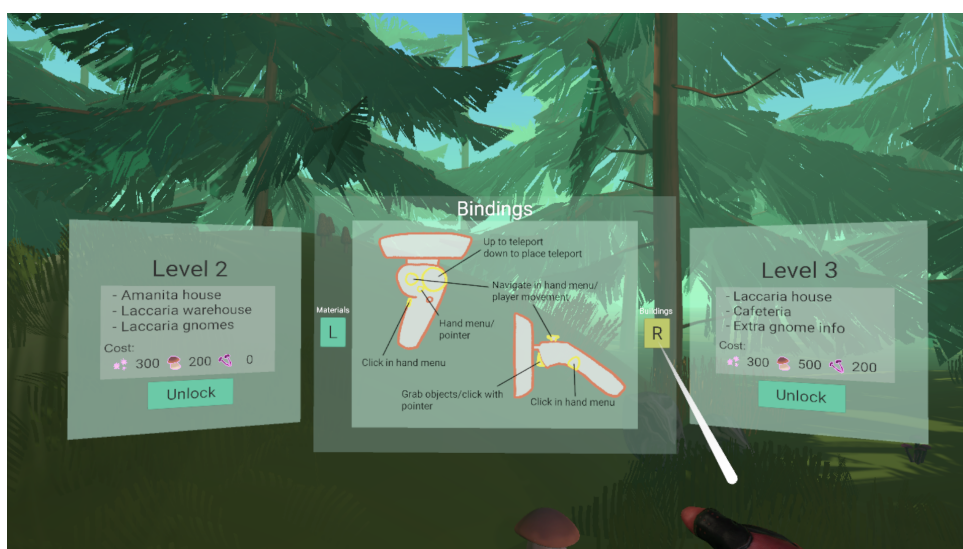 Bindings
Level 2
- Amanita house
- Laccaria warehouse
- Laccaria gnomes
Cost:
300 200 0
Unlock
Materials
L
Up to teleport
down to place teleport
Navigate in hand menu/
player movement
Hand menu/
pointer
Click in hand menu
Grab objects/click with
pointer
Click in hand menu
Buildings
R
Level 3
- Laccaria house
- Cafeteria
- Extra gnome info
Cost:
300 500 200
Unlock